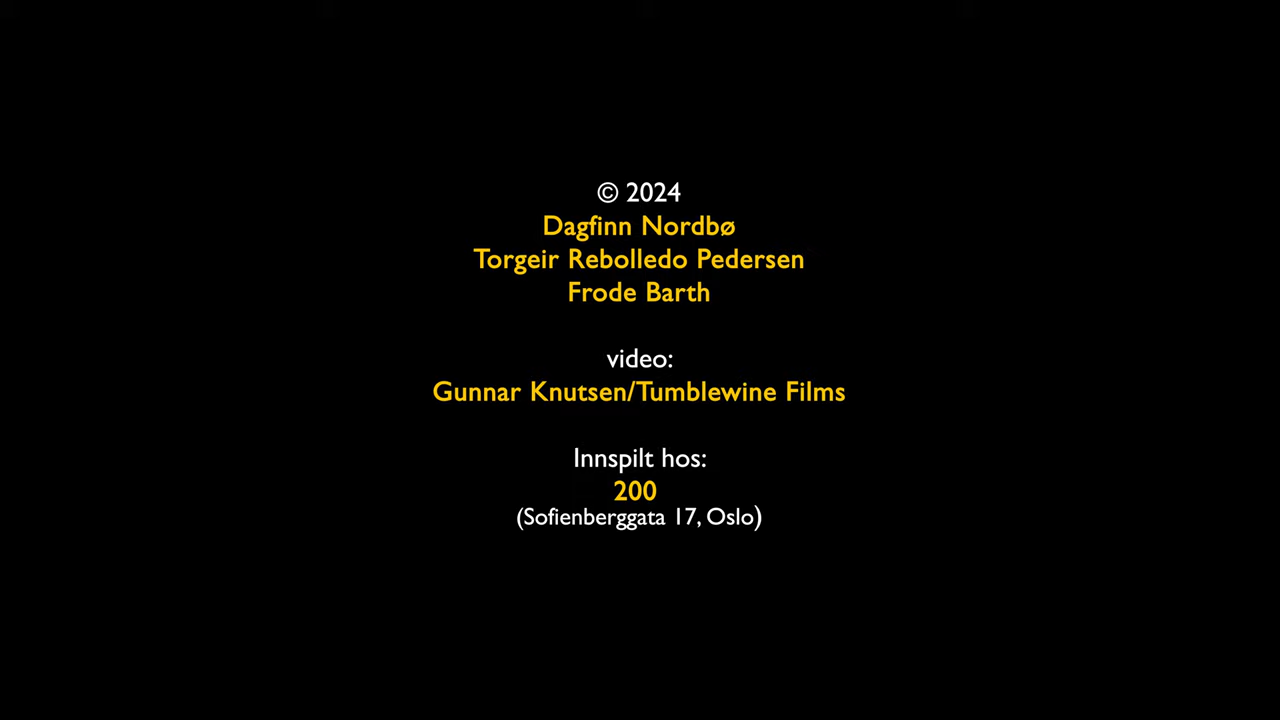 © 2024
Dagfinn Nordbø
Torgeir Rebolledo Pedersen
Frode Barth
video:
Gunnar Knutsen/Tumblewine Films
Innspilt hos:
200
(Sofienberggata 17, Oslo)